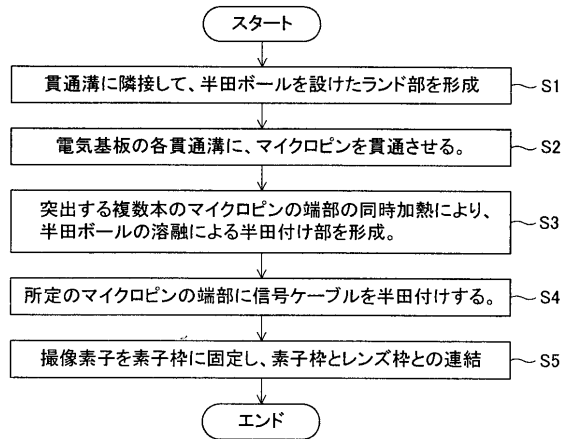 スタート
貫通溝に隣接して、半田ボールを設けたランド部を形成
S1
電気基板の各貫通溝に、マイクロピンを貫通させる。
S2
突出する複数本のマイクロピンの端部の同時加熱により、
半田ボールの溶融による半田付け部を形成。
S3
所定のマイクロピンの端部に信号ケーブルを半田付けする。
S4
撮像素子を素子枠に固定し、素子枠とレンズ枠との連結
S5
エンド